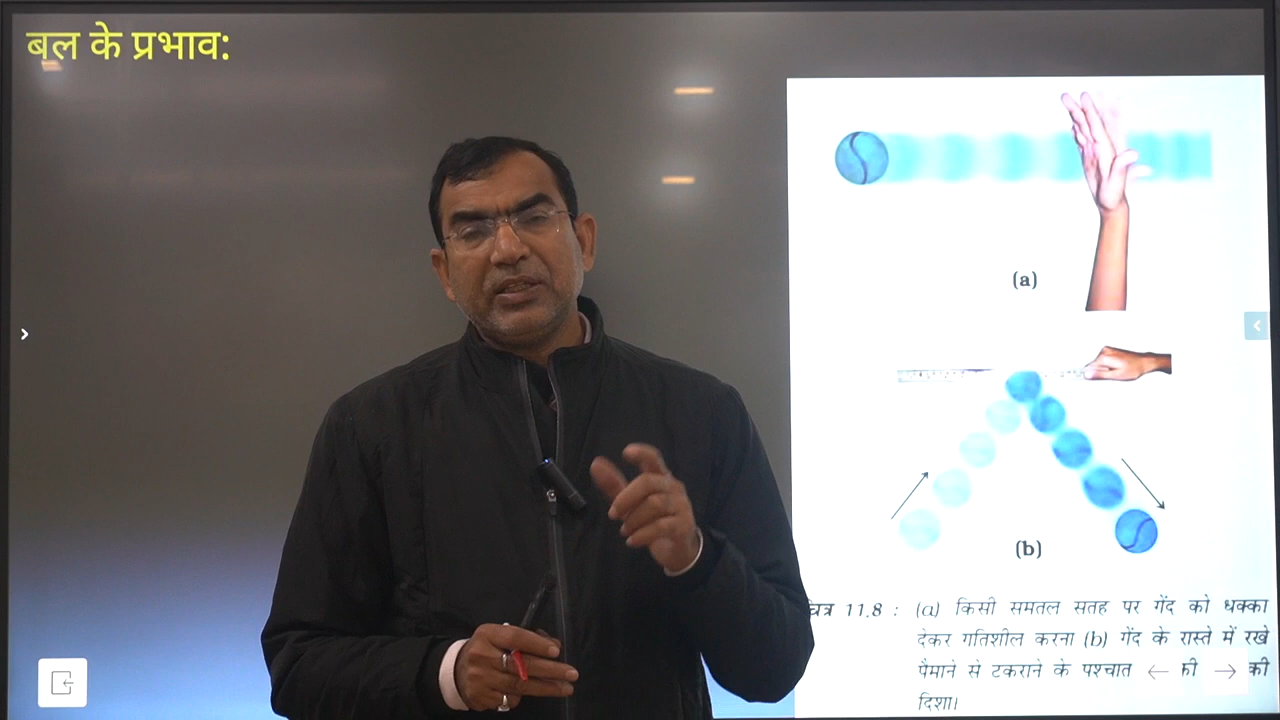 बल के प्रभाव:
(a)
(b)
चित्र 11.8 : (a) किसी समतल सतह पर गेंद को धक्का
देकर गतिशील करना (b) गेंद के रास्ते में रखे
पैमाने से टकराने के पश्चात ← → की
दिशा।